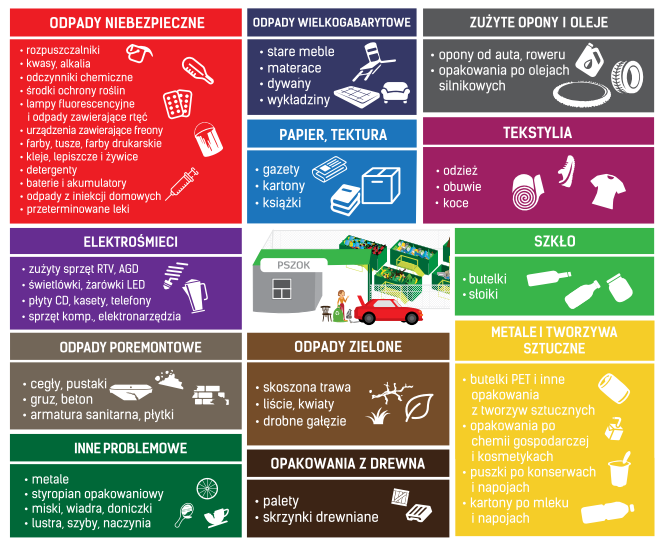 ODPADY NIEBEZPIECZNE
• rozpuszczalniki
• kwasy, alkalia
• odczynniki chemiczne
• środki ochrony roślin
• lampy fluorescencyjne
i odpady zawierające rtęć
• urządzenia zawierające freony
• farby, tusze, farby drukarskie
• kleje, lepiszcze i żywice
• detergenty
• baterie i akumulatory
• odpady z iniekcji domowych
• przeterminowane leki
ODPADY WIELKOGABARYTOWE
• stare meble
• materace
• dywany
• wykładziny
ZUŻYTE OPONY I OLEJE
• opony od auta, roweru
• opakowania po olejach
silnikowych
PAPIER, TEKTURA
• gazety
• kartony
• książki
TEKSTYLIA
• odzież
• obuwie
• koce
ELEKTROŚMIECI
• zużyty sprzęt RTV, AGD
• świetlówki, żarówki LED
• płyty CD, kasety, telefony
• sprzęt komp., elektronarzędzia
PSZOK
SZKŁO
• butelki
• słoiki
ODPADY POREMONTOWE
• cegły, pustaki
• gruz, beton
• armatura sanitarna, płytki
ODPADY ZIELONE
• skoszona trawa
• liście, kwiaty
• drobne gałęzie
METALE I TWORZYWA
SZTUCZNE
• butelki PET i inne
opakowania
z tworzyw sztucznych
• opakowania po
chemii gospodarczej
i kosmetykach
• puszki po konserwach
i napojach
• kartony po mleku
i napojach
INNE PROBLEMOWE
• metale
• styropian opakowaniowy
• miski, wiadra, doniczki
• lustra, szyby, naczynia
OPAKOWANIA Z DREWNA
• palety
• skrzynki drewniane